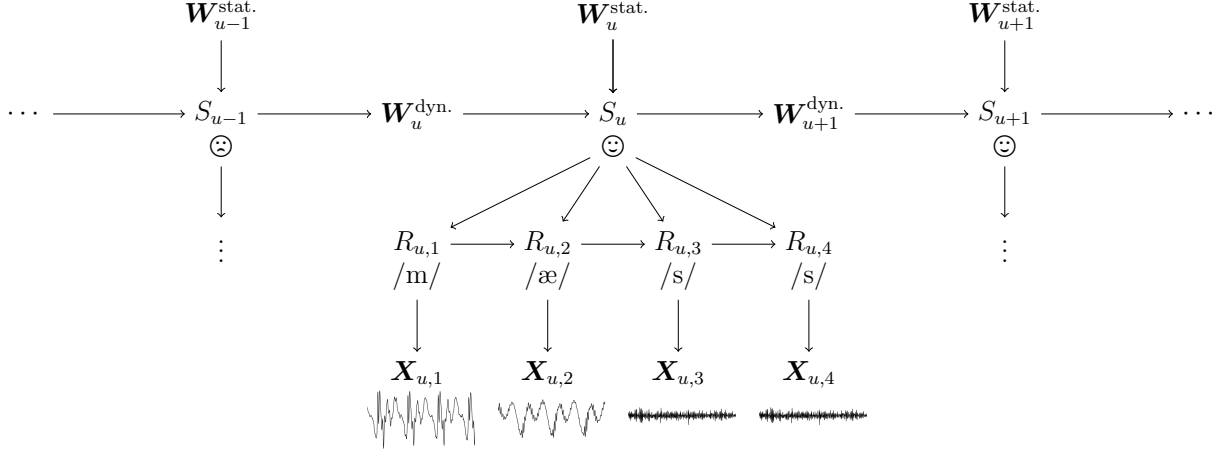 W_{u−1}^{stat.} W_u^{stat.} W_{u+1}^{stat.}
⋯ S_{u−1} W_u^{dyn.} S_u W_{u+1}^{dyn.} S_{u+1} ⋯
⋮ R_{u,1} R_{u,2} R_{u,3} R_{u,4} ⋮
/m/ /æ/ /s/ /s/
X_{u,1} X_{u,2} X_{u,3} X_{u,4}